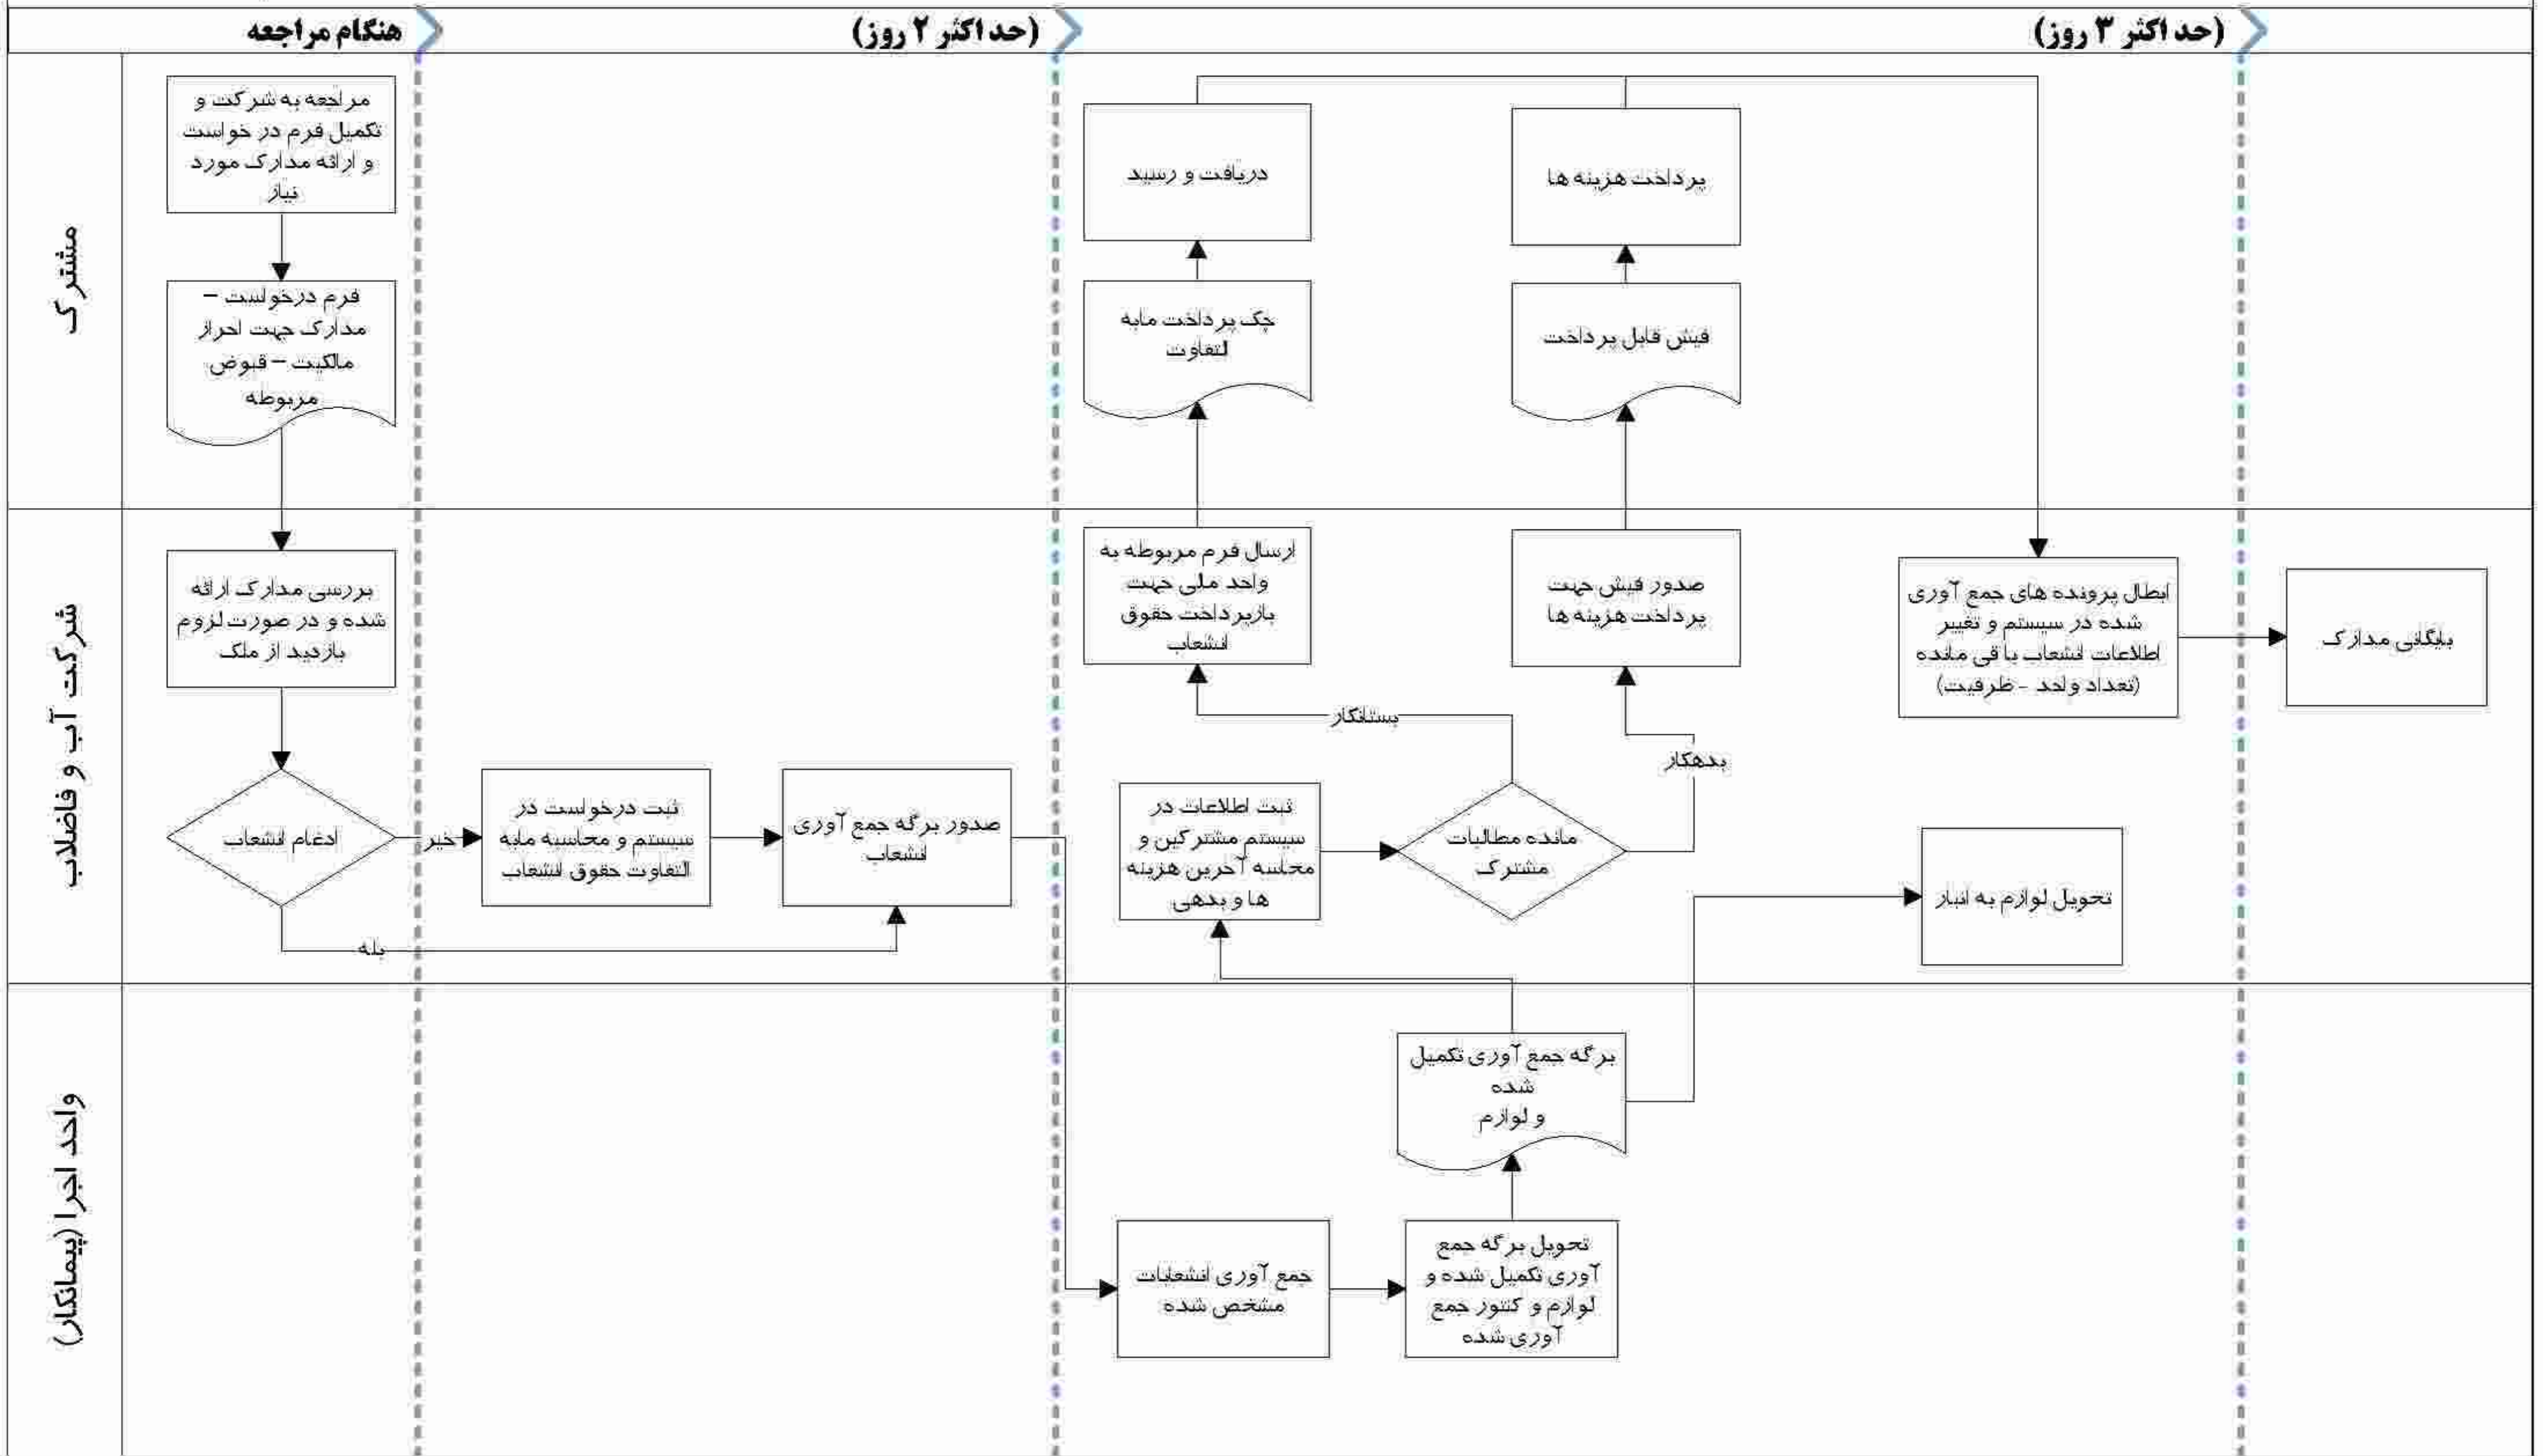 هنگام مراجعه
(حداکثر ۲ روز)
(حداکثر ۳ روز)
مشترک
مراجعه به شرکت و
تکمیل فرم درخواست
و ارائه مدارک مورد
نیاز
فرم درخواست –
مدارک جهت احراز
مالکیت – قبوض
مربوطه
دریافت و رسید
چک پرداخت مابه
التفاوت
پرداخت هزینه ها
فیش قابل پرداخت
شرکت آب و فاضلاب
بررسی مدارک ارائه
شده و در صورت لزوم
بازدید از ملک
ادغام انشعاب
خیر
بله
ثبت درخواست در
سیستم و محاسبه مابه
التفاوت حقوق انشعاب
صدور برگه جمع آوری
انشعاب
ارسال فرم مربوطه به
واحد ملی جهت
بازپرداخت حقوق
انشعاب
صدور فیش جهت
پرداخت هزینه ها
بستانکار
بدهکار
ثبت اطلاعات در
سیستم مشترکین و
محاسبه آخرین هزینه
ها و بدهی
مانده مطالبات
مشترک
ابطال پرونده های جمع آوری
شده در سیستم و تغییر
اطلاعات انشعاب باقی مانده
(تعداد واحد - ظرفیت)
بایگانی مدارک
تحویل لوازم به انبار
واحد اجرا (پیمانکار)
برگه جمع آوری تکمیل
شده
و لوازم
جمع آوری انشعابات
مشخص شده
تحویل برگه جمع
آوری تکمیل شده و
لوازم و کنتور جمع
آوری شده